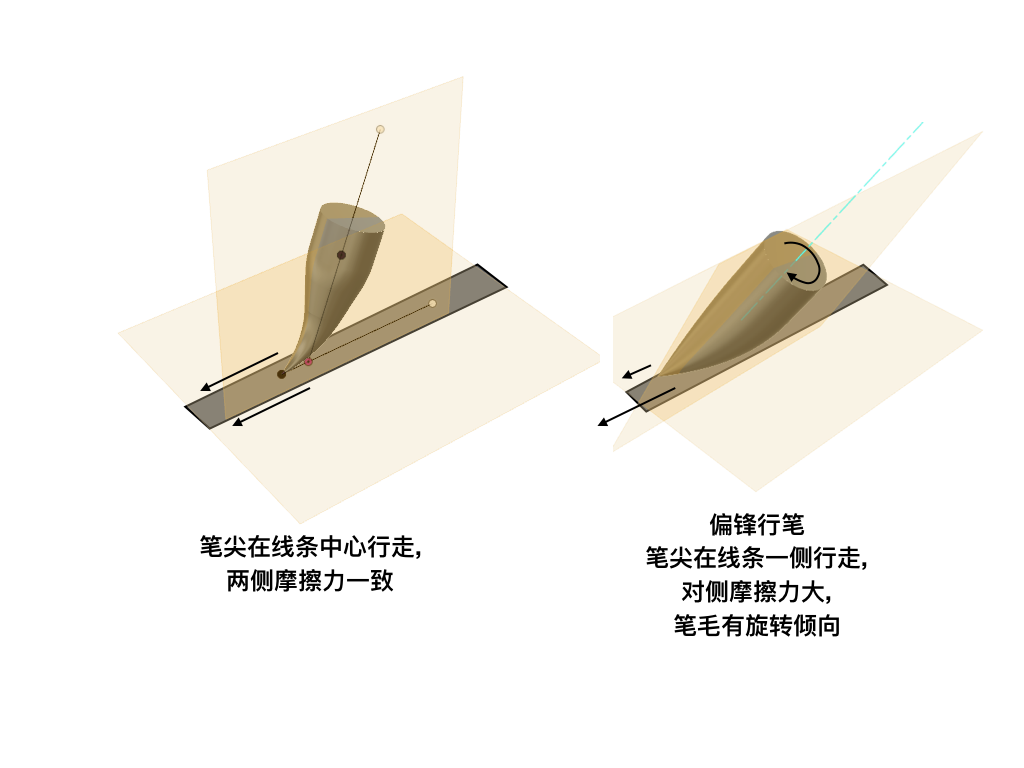 笔尖在线条中心行走，
两侧摩擦力一致
偏锋行笔
笔尖在线条一侧行走，
对侧摩擦力大，
笔毛有旋转倾向